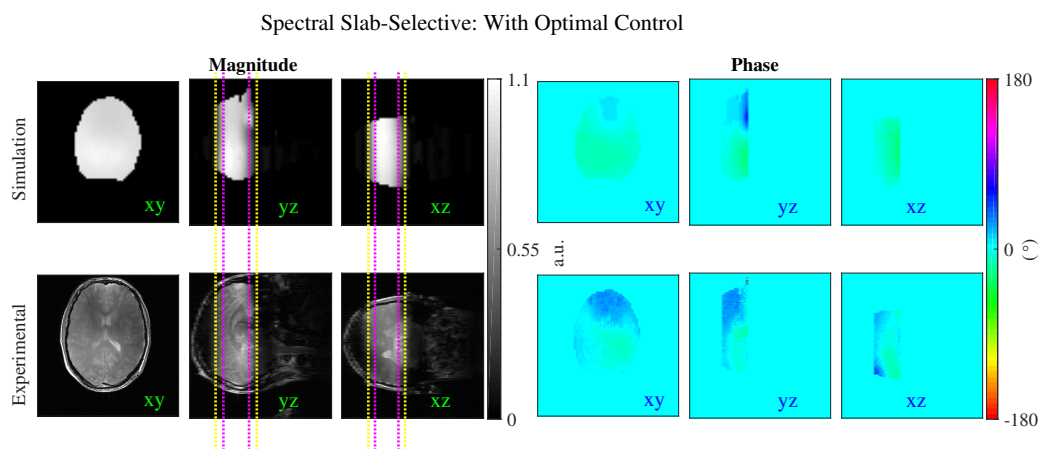 Spectral Slab-Selective: With Optimal Control
Magnitude
Phase
Simulation
xy
yz
xz
1.1
0.55
0
a.u.
xy
yz
xz
180
0
-180
(°)
Experimental
xy
yz
xz
xy
yz
xz